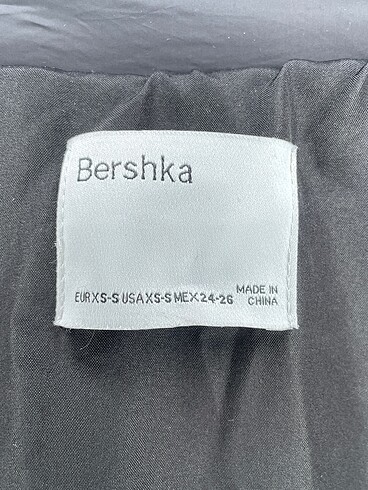 Bershka
EURXS-S USAXS-S MEX24-26
MADE IN
CHINA